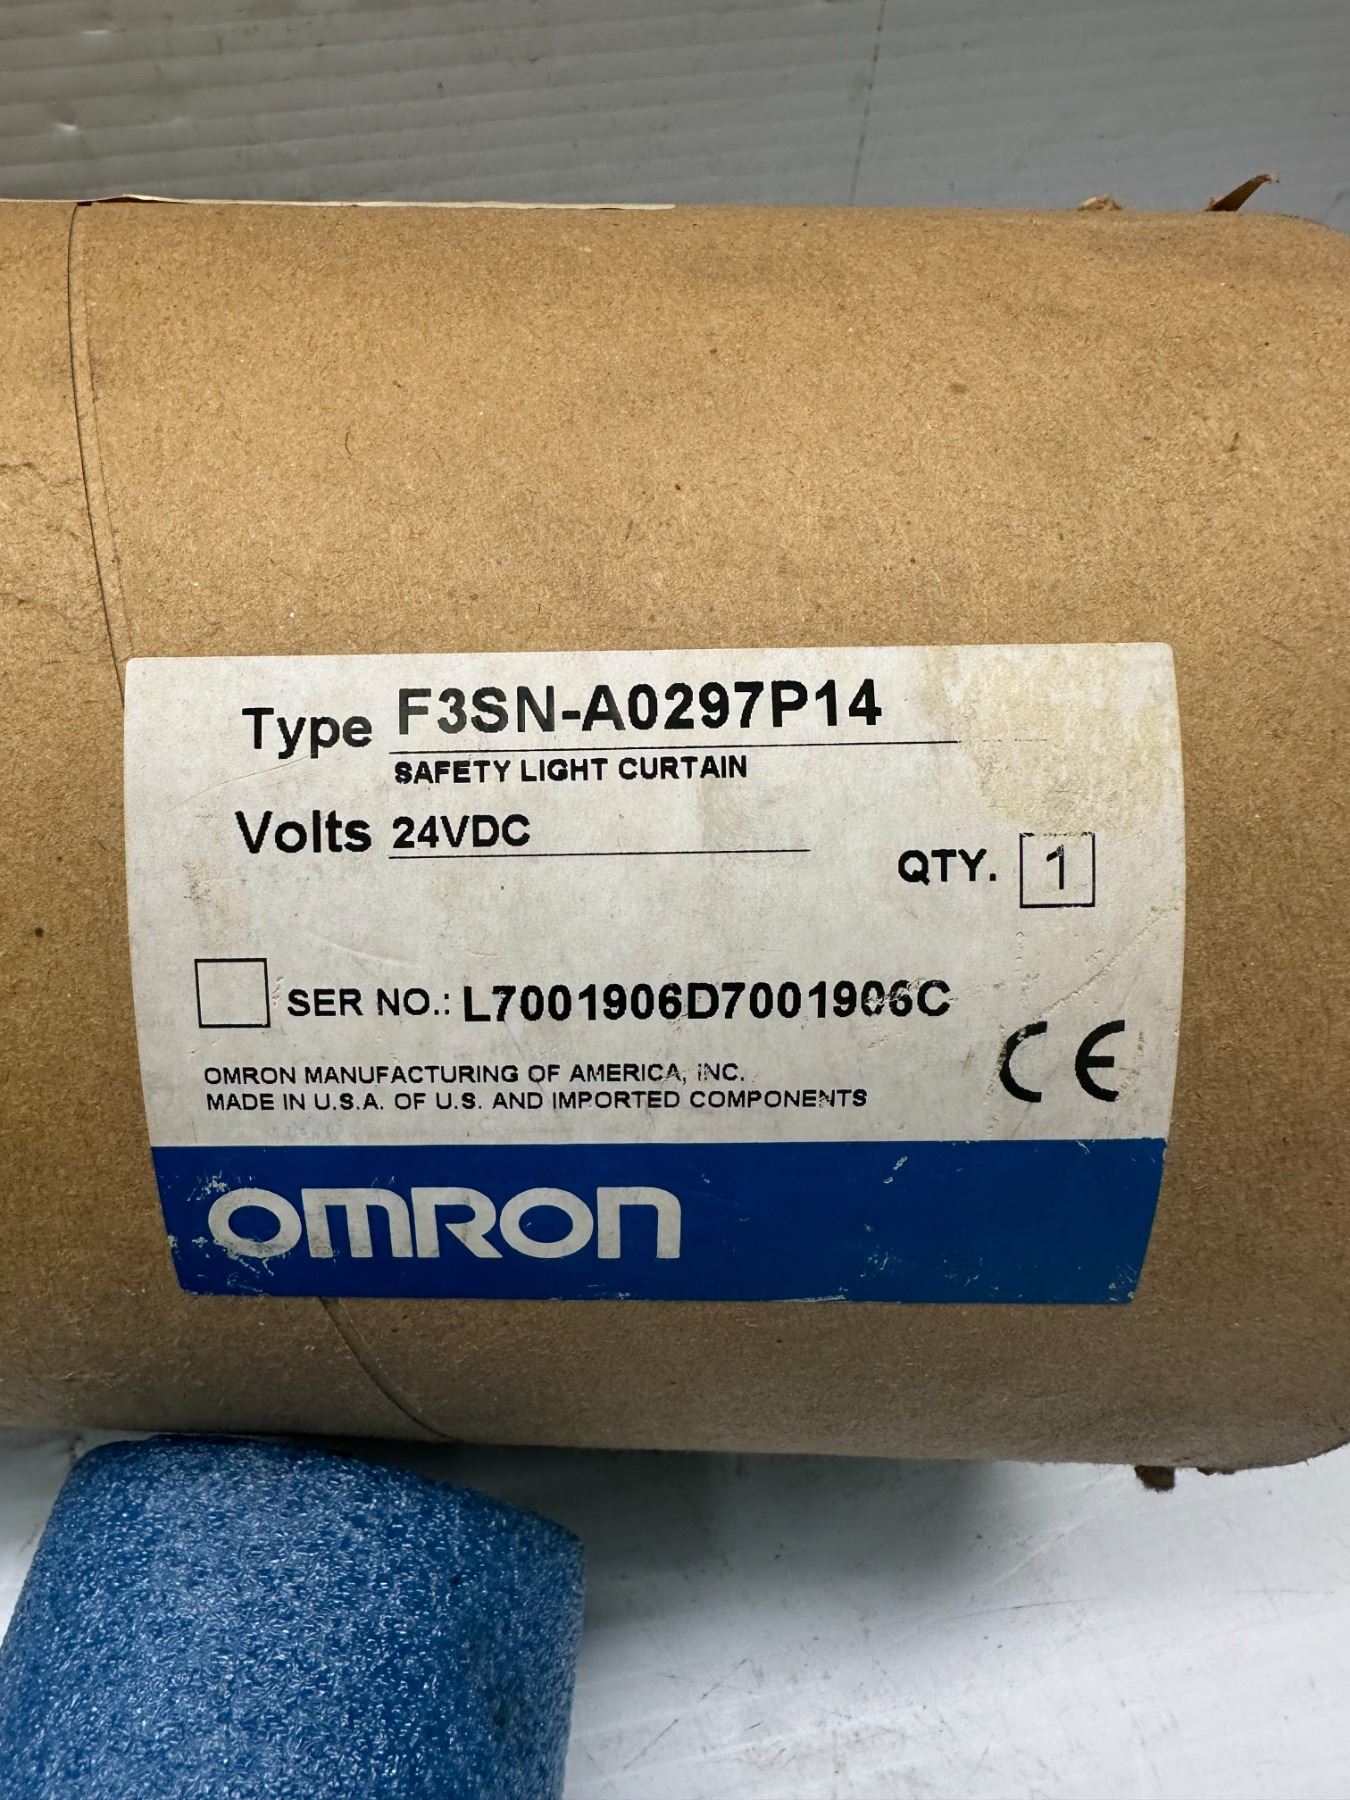 Type F3SN-A0297P14
SAFETY LIGHT CURTAIN
Volts 24VDC
QTY. 1
SER NO.: L7001906D7001906C
OMRON MANUFACTURING OF AMERICA, INC.
MADE IN U.S.A. OF U.S. AND IMPORTED COMPONENTS
CE
OMRON